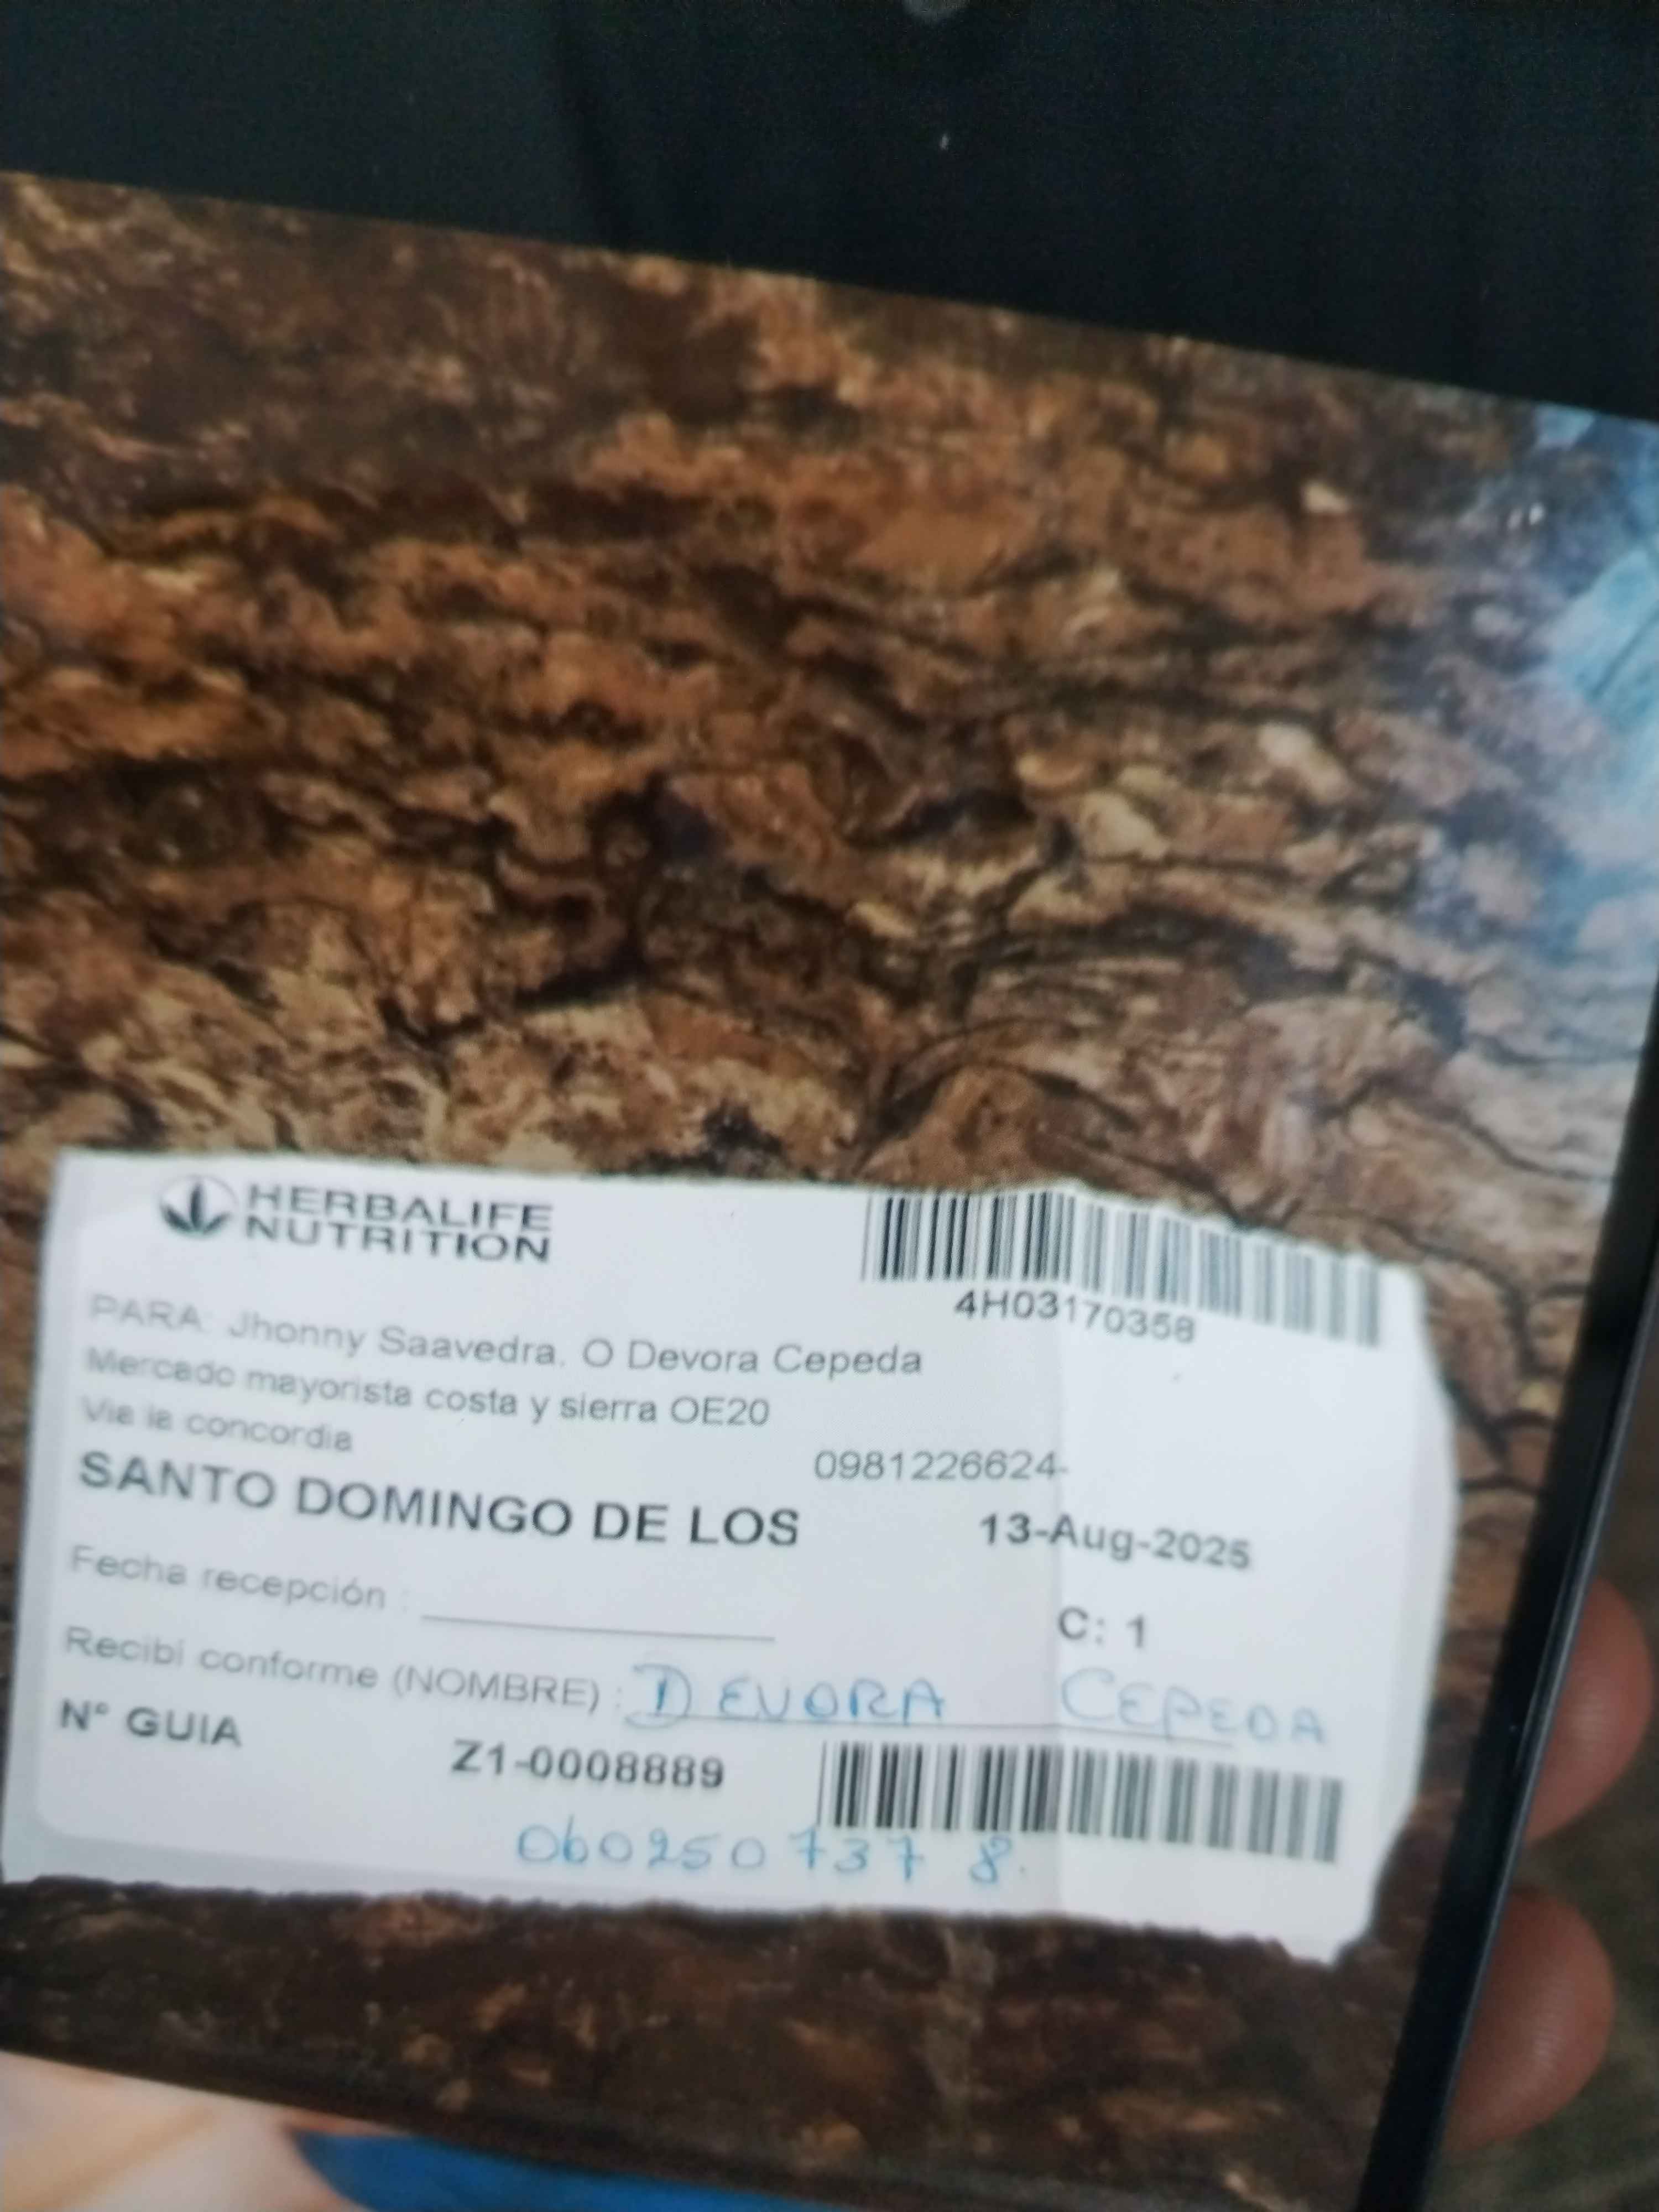 HERBALIFE
NUTRITION
4H03170358
PARA: Jhonny Saavedra. O Devora Cepeda
Mercado mayorista costa y sierra OE20
Via la concordia
0981226624-
SANTO DOMINGO DE LOS
13-Aug-2025
Fecha recepción :
C: 1
Recibí conforme (NOMBRE) : DEVORA CEPEDA
N° GUIA Z1-0008889
0602507378.